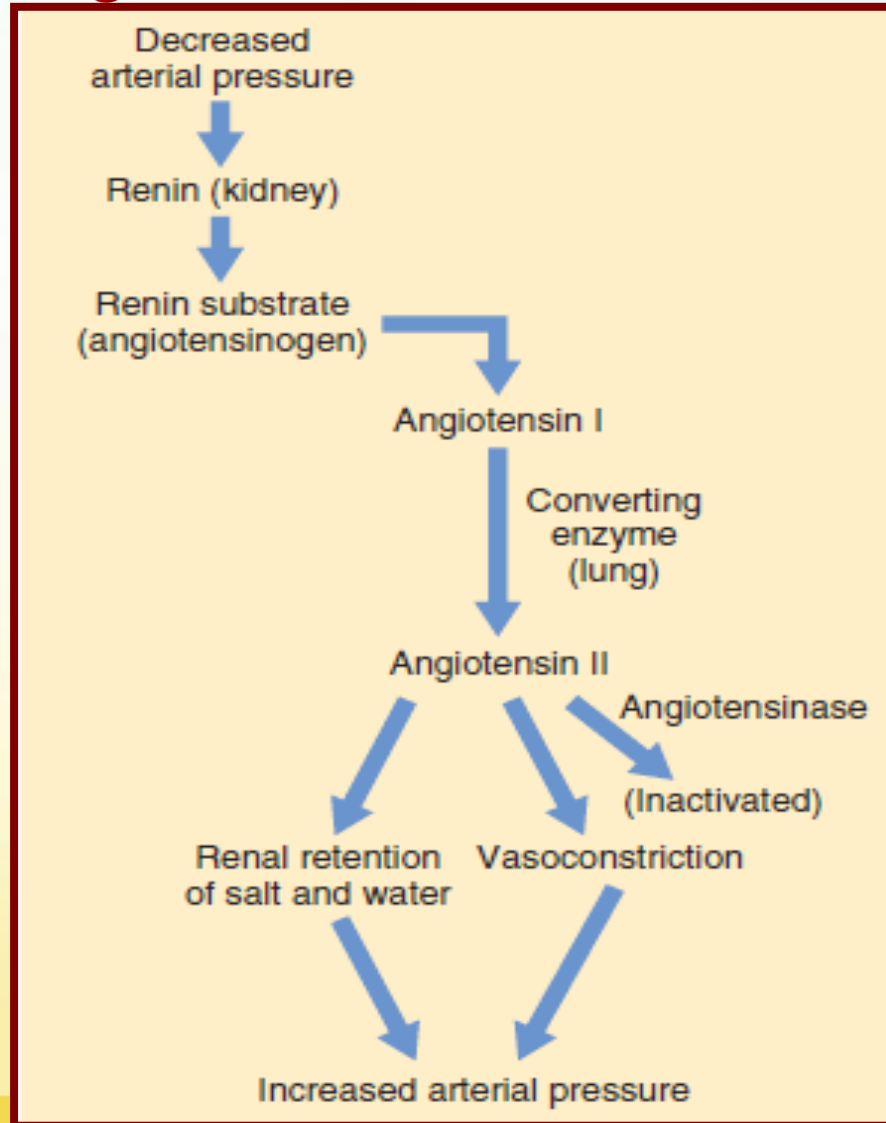 Decreased
arterial pressure
Renin (kidney)
Renin substrate
(angiotensinogen)
Angiotensin I
Converting
enzyme
(lung)
Angiotensin II
Angiotensinase
(Inactivated)
Renal retention
of salt and water
Vasoconstriction
Increased arterial pressure